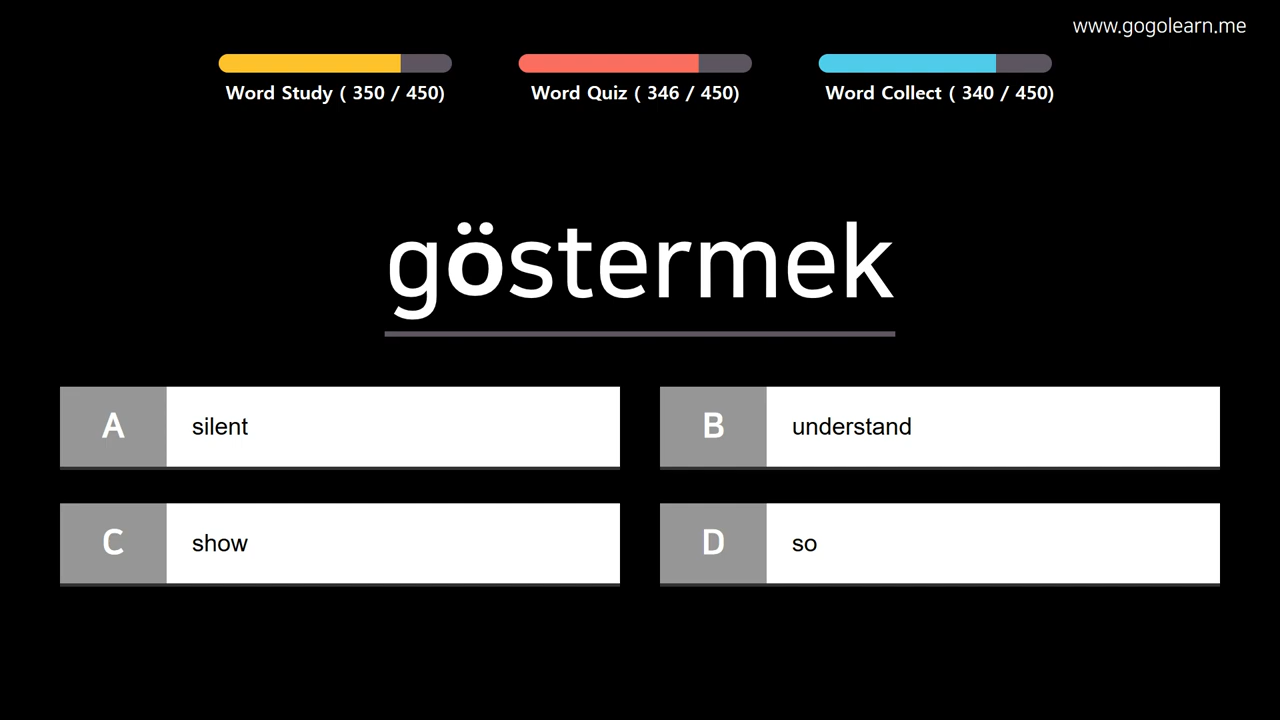 www.gogolearn.me
Word Study ( 350 / 450)
Word Quiz ( 346 / 450)
Word Collect ( 340 / 450)
göstermek
A silent
B understand
C show
D so